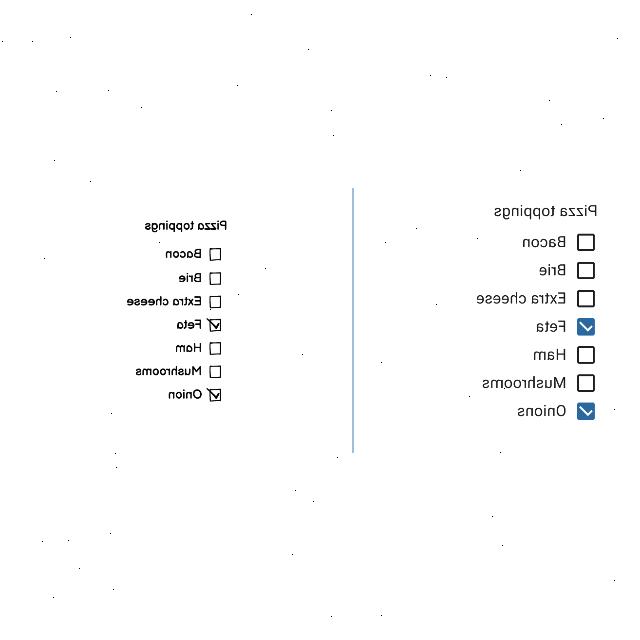 Pizza toppings
Bacon
Brie
Extra cheese
Feta
Ham
Mushrooms
Onions
Pizza toppings
Bacon
Brie
Extra cheese
Feta
Ham
Mushrooms
Onion